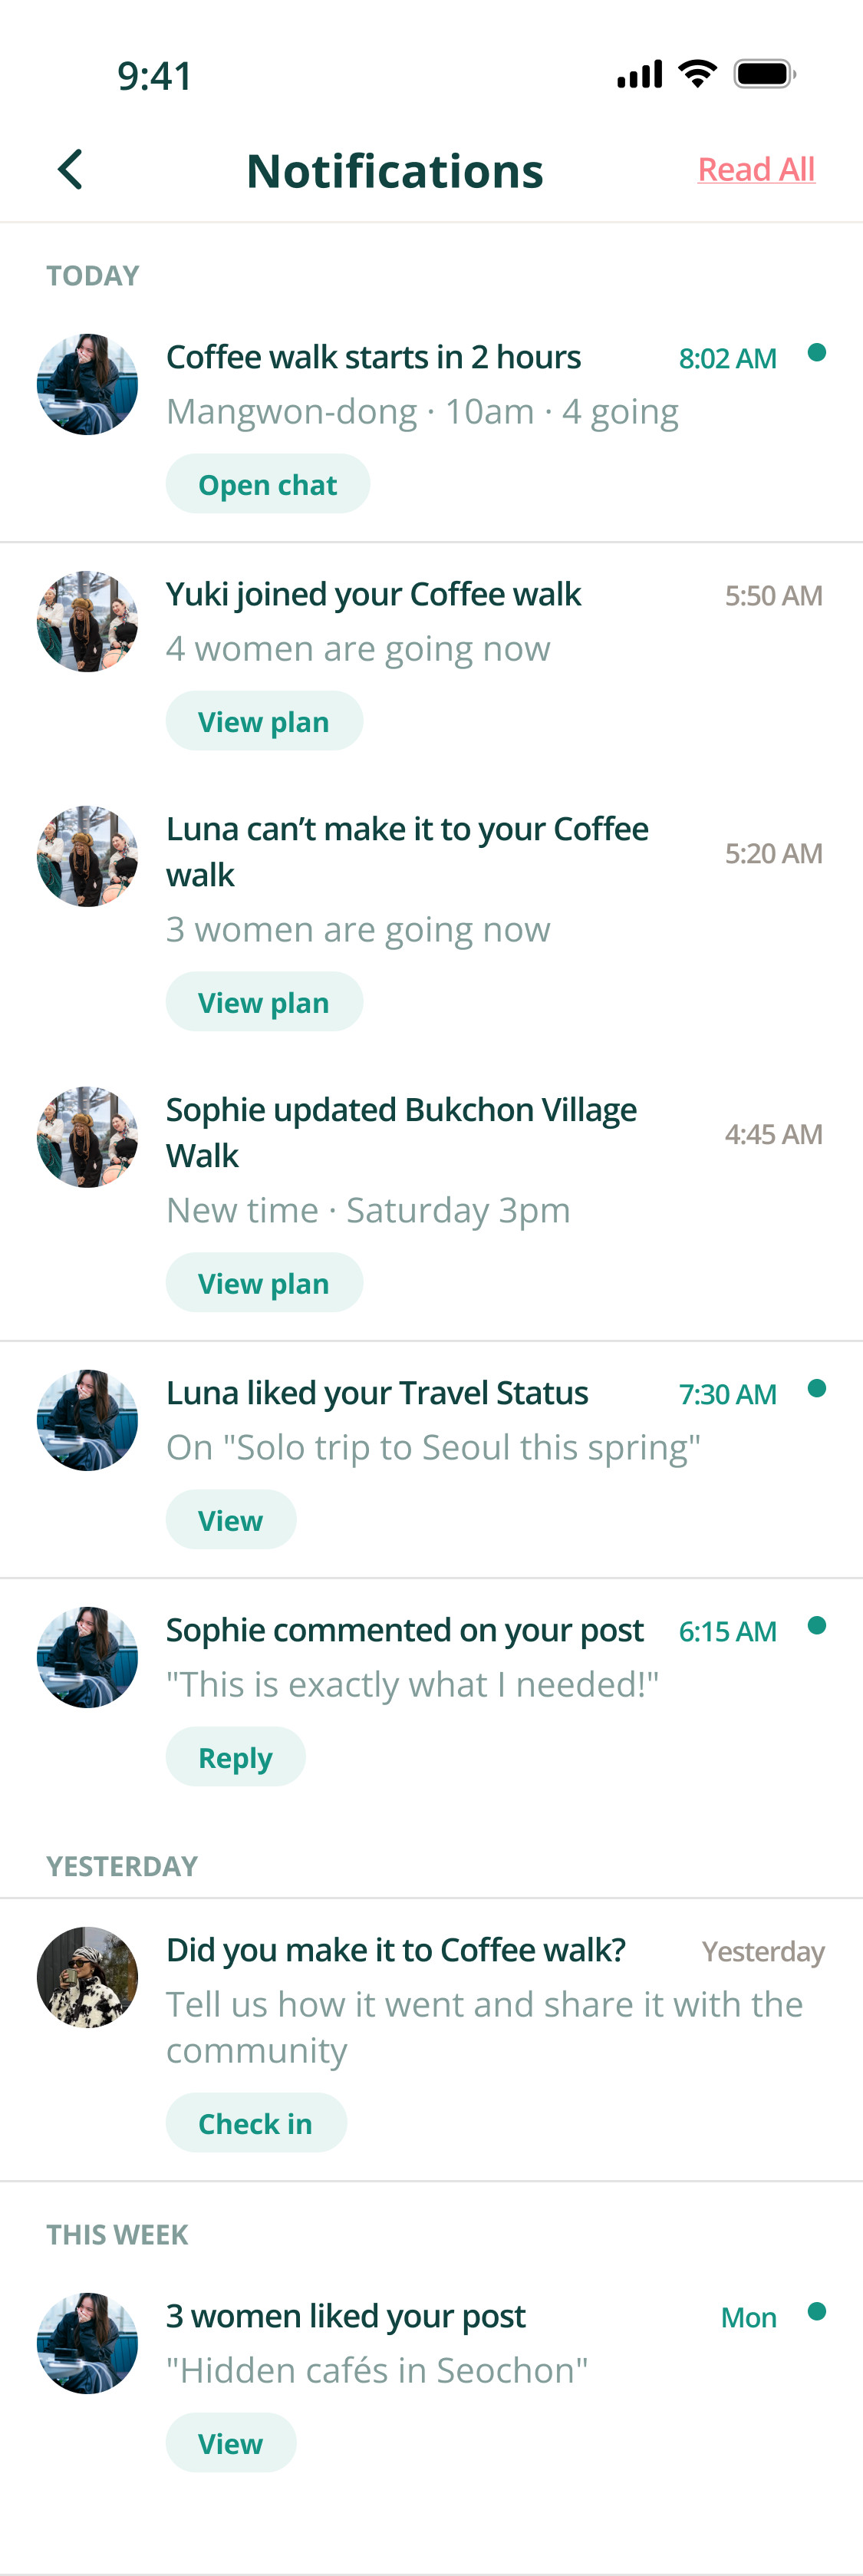 9:41
Notifications
Read All
TODAY
Coffee walk starts in 2 hours
8:02 AM
Mangwon-dong · 10am · 4 going
Open chat
Yuki joined your Coffee walk
5:50 AM
4 women are going now
View plan
Luna can’t make it to your Coffee
walk
5:20 AM
3 women are going now
View plan
Sophie updated Bukchon Village
Walk
4:45 AM
New time · Saturday 3pm
View plan
Luna liked your Travel Status
7:30 AM
On "Solo trip to Seoul this spring"
View
Sophie commented on your post
6:15 AM
"This is exactly what I needed!"
Reply
YESTERDAY
Did you make it to Coffee walk?
Yesterday
Tell us how it went and share it with the
community
Check in
THIS WEEK
3 women liked your post
Mon
"Hidden cafés in Seochon"
View